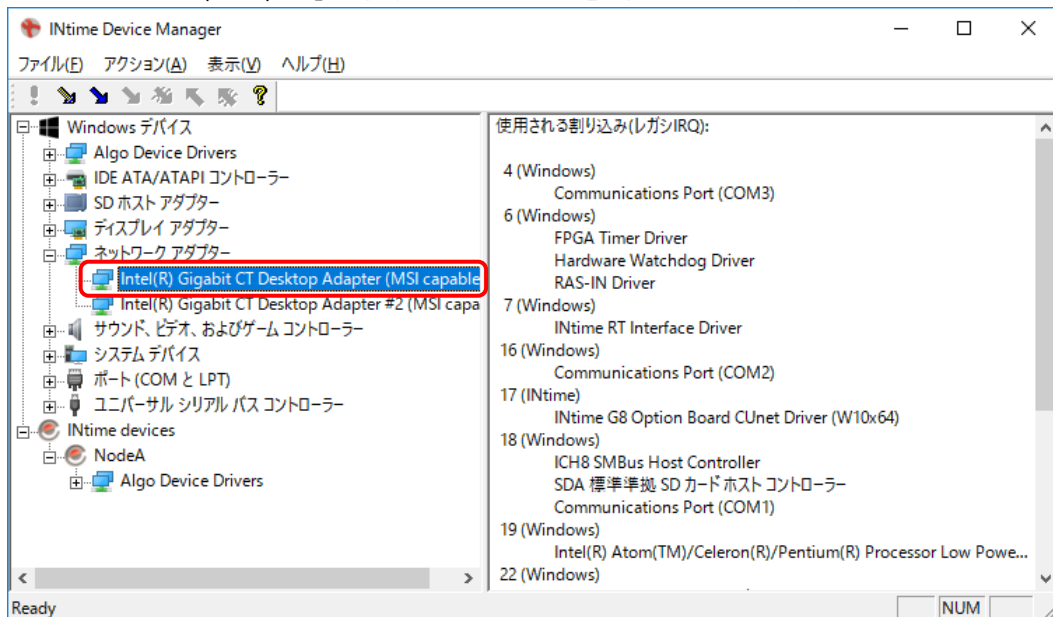 INtime Device Manager
ファイル(F) アクション(A) 表示(V) ヘルプ(H)
Windows デバイス
Algo Device Drivers
IDE ATA/ATAPI コントローラー
SD ホスト アダプター
ディスプレイ アダプター
ネットワーク アダプター
Intel(R) Gigabit CT Desktop Adapter (MSI capable
Intel(R) Gigabit CT Desktop Adapter #2 (MSI capa
サウンド、ビデオ、およびゲーム コントローラー
システム デバイス
ポート (COM と LPT)
ユニバーサル シリアル バス コントローラー
INtime devices
NodeA
Algo Device Drivers
使用される割り込み(レガシIRQ):
4 (Windows)
Communications Port (COM3)
6 (Windows)
FPGA Timer Driver
Hardware Watchdog Driver
RAS-IN Driver
7 (Windows)
INtime RT Interface Driver
16 (Windows)
Communications Port (COM2)
17 (INtime)
INtime G8 Option Board CUnet Driver (W10x64)
18 (Windows)
ICH8 SMBus Host Controller
SDA 標準準拠 SD カード ホスト コントローラー
Communications Port (COM1)
19 (Windows)
Intel(R) Atom(TM)/Celeron(R)/Pentium(R) Processor Low Powe...
22 (Windows)
Ready
NUM